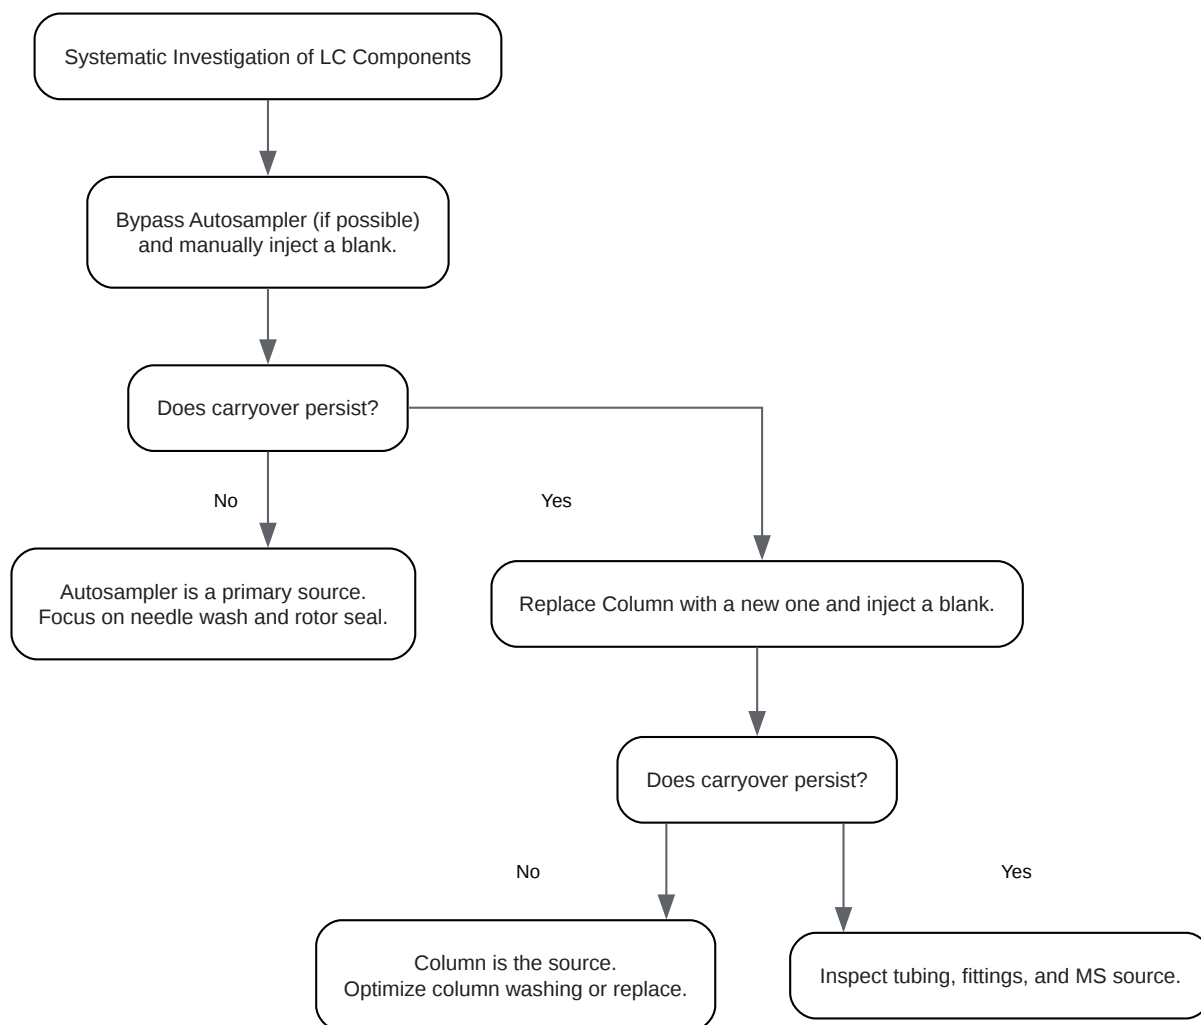 Systematic Investigation of LC Components
Bypass Autosampler (if possible)
and manually inject a blank.
Does carryover persist?
No
Yes
Autosampler is a primary source.
Focus on needle wash and rotor seal.
Replace Column with a new one and inject a blank.
Does carryover persist?
No
Yes
Column is the source.
Optimize column washing or replace.
Inspect tubing, fittings, and MS source.